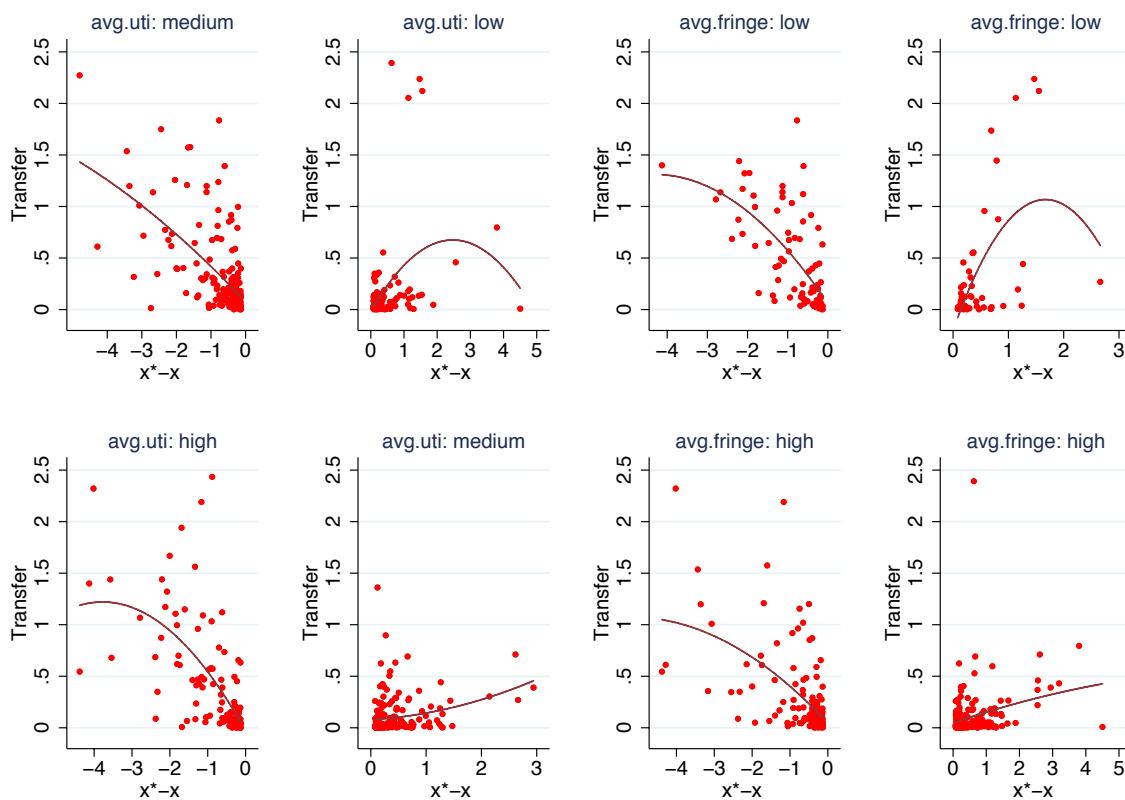 avg.uti: medium
2.5
2
1.5
1
.5
0
Transfer
−4 −3 −2 −1 0
x*−x
avg.uti: low
2.5
2
1.5
1
.5
0
Transfer
0 1 2 3 4 5
x*−x
avg.fringe: low
2.5
2
1.5
1
.5
0
Transfer
−4 −3 −2 −1 0
x*−x
avg.fringe: low
2.5
2
1.5
1
.5
0
Transfer
0 1 2 3
x*−x
avg.uti: high
2.5
2
1.5
1
.5
0
Transfer
−4 −3 −2 −1 0
x*−x
avg.uti: medium
2.5
2
1.5
1
.5
0
Transfer
0 1 2 3
x*−x
avg.fringe: high
2.5
2
1.5
1
.5
0
Transfer
−4 −3 −2 −1 0
x*−x
avg.fringe: high
2.5
2
1.5
1
.5
0
Transfer
0 1 2 3 4 5
x*−x